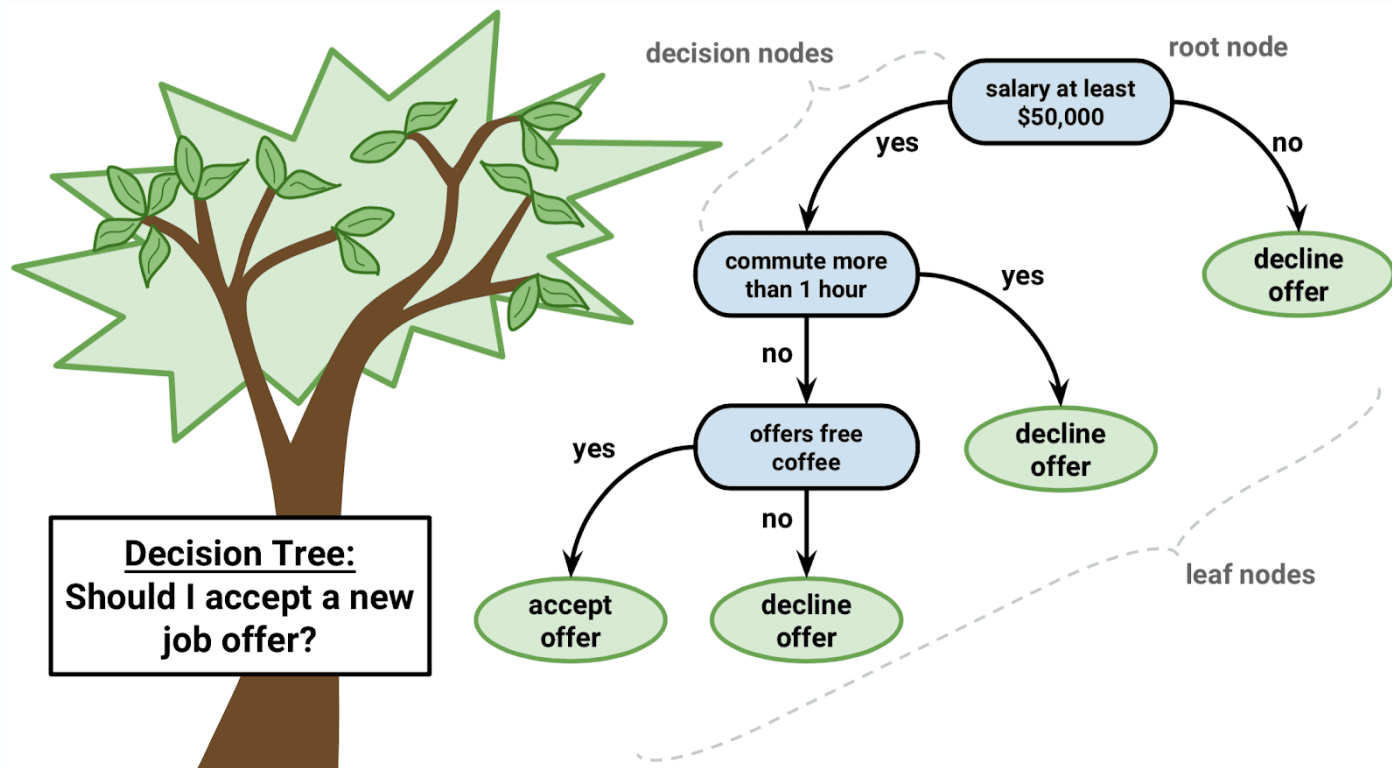 decision nodes
root node
salary at least
$50,000
yes
no
commute more
than 1 hour
yes
decline
offer
no
offers free
coffee
decline
offer
yes
no
Decision Tree:
Should I accept a new
job offer?
accept
offer
decline
offer
leaf nodes